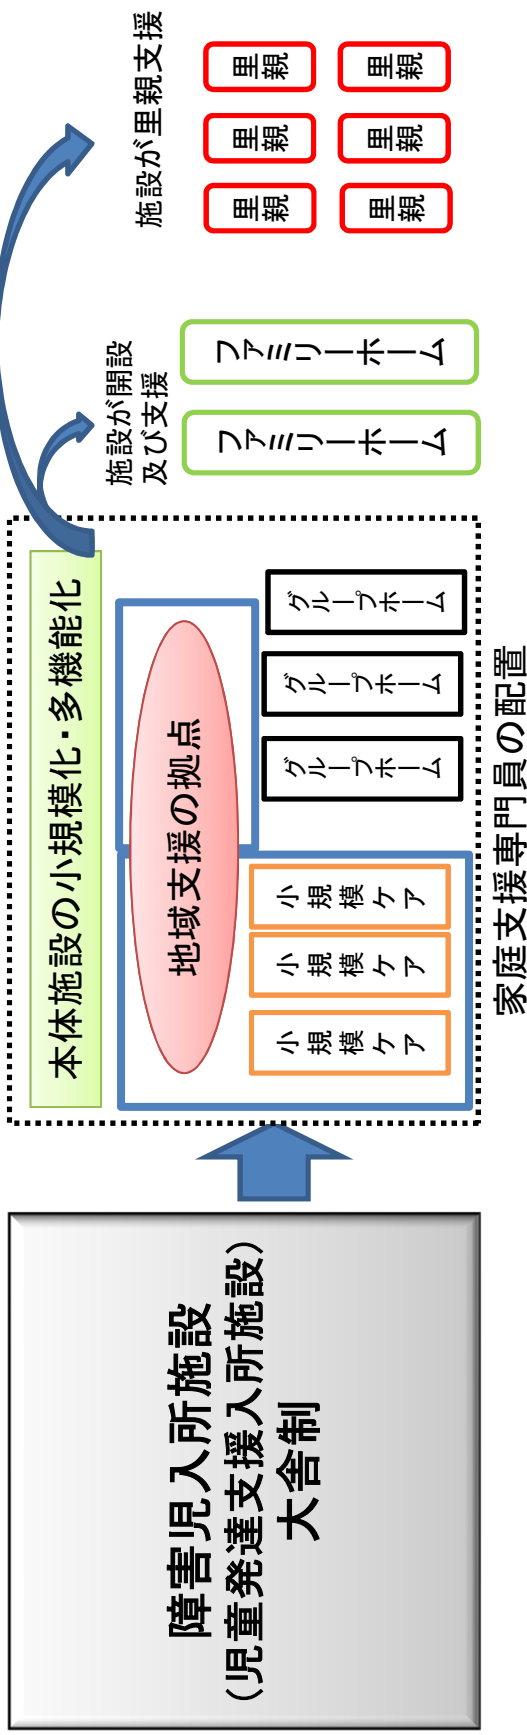 障害児入所施設
（児童発達支援入所施設）
大舎制
本体施設の小規模化・多機能化
地域支援の拠点
小規模ケア
小規模ケア
小規模ケア
グループホーム
グループホーム
グループホーム
家庭支援専門員の配置
施設が開設
及び支援
ファミリーホーム
ファミリーホーム
施設が里親支援
里親
里親
里親
里親
里親
里親